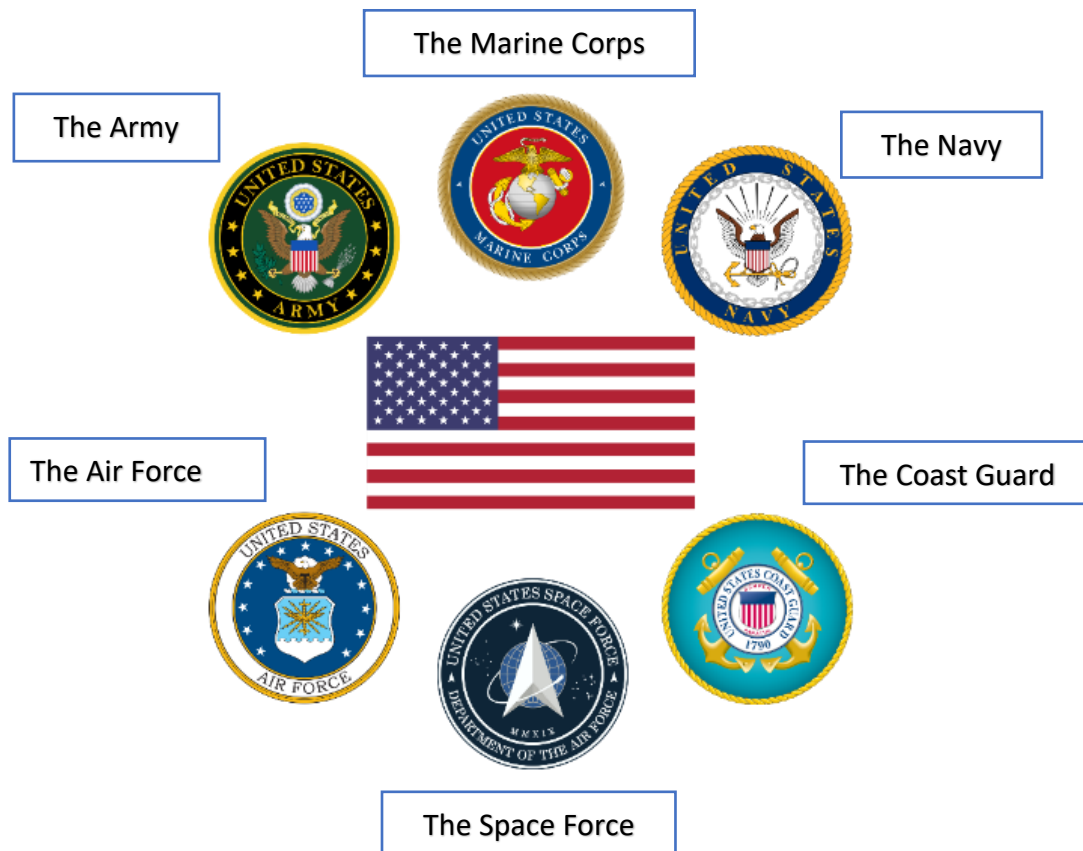 The Marine Corps
The Army
The Navy
UNITED STATES
MARINE CORPS
UNITED STATES
ARMY
UNITED STATES
NAVY
The Air Force
The Coast Guard
UNITED STATES
AIR FORCE
UNITED STATES SPACE FORCE
MMXIX
DEPARTMENT OF THE AIR FORCE
UNITED STATES COAST GUARD
1790
The Space Force